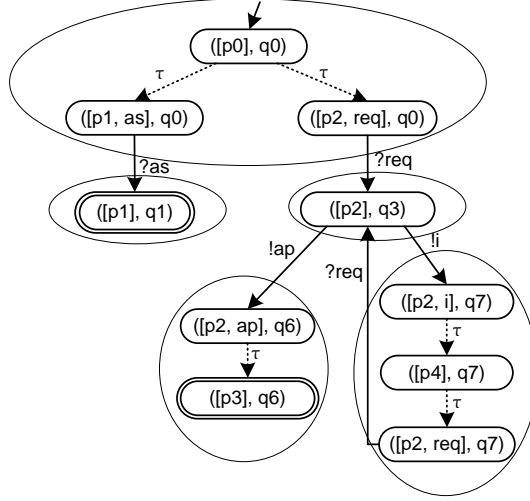 ([p0], q0)
τ τ
([p1, as], q0) ([p2, req], q0)
?as ?req
([p1], q1) ([p2], q3)
!ap ?req !i
([p2, ap], q6) ([p2, i], q7)
τ τ
([p3], q6) ([p4], q7)
τ
([p2, req], q7)